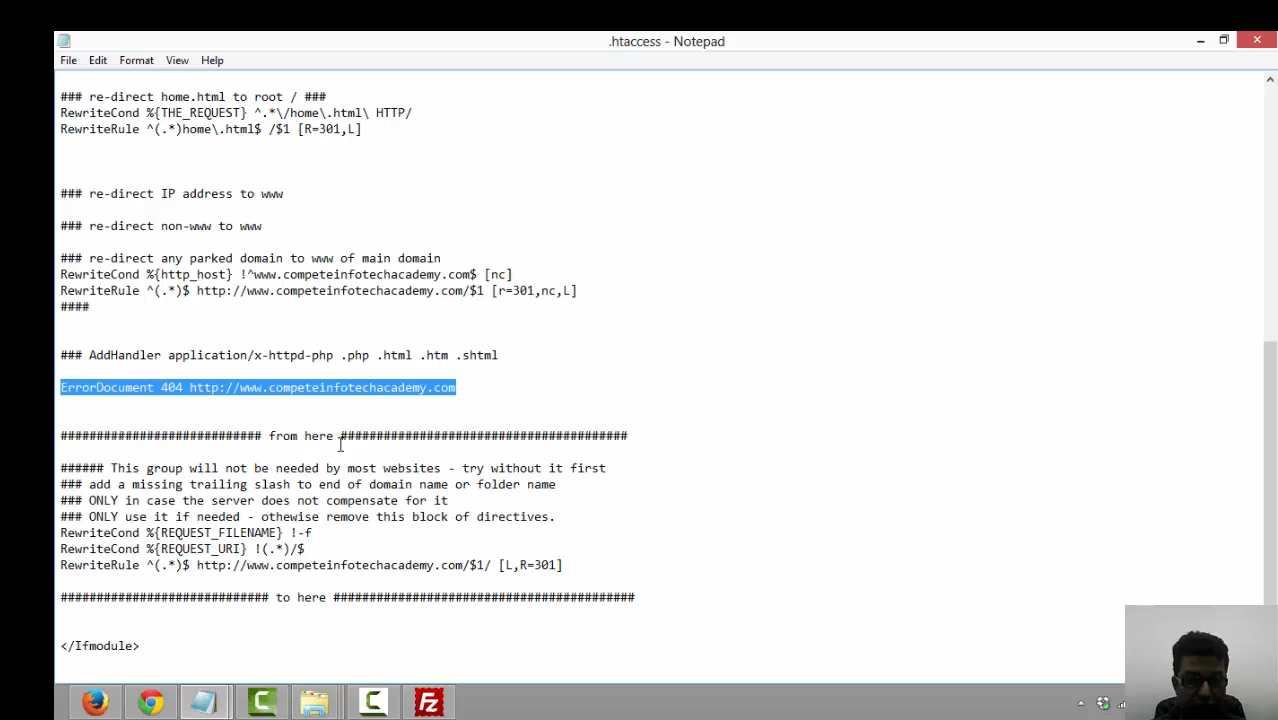 .htaccess - Notepad
File Edit Format View Help
### re-direct home.html to root / ###
RewriteCond %{THE_REQUEST} ^.*\/home\.html\ HTTP/
RewriteRule ^(.*)home\.html$ /$1 [R=301,L]
### re-direct IP address to www
### re-direct non-www to www
### re-direct any parked domain to www of main domain
RewriteCond %{http_host} !^www.competeinfotechacademy.com$ [nc]
RewriteRule ^(.*)$ http://www.competeinfotechacademy.com/$1 [r=301,nc,L]
####
### AddHandler application/x-httpd-php .php .html .htm .shtml
ErrorDocument 404 http://www.competeinfotechacademy.com
############################ from here ########################################
###### This group will not be needed by most websites - try without it first
### add a missing trailing slash to end of domain name or folder name
### ONLY in case the server does not compensate for it
### ONLY use it if needed - othewise remove this block of directives.
RewriteCond %{REQUEST_FILENAME} !-f
RewriteCond %{REQUEST_URI} !(.*)/$
RewriteRule ^(.*)$ http://www.competeinfotechacademy.com/$1/ [L,R=301]
############################# to here ##########################################
</Ifmodule>